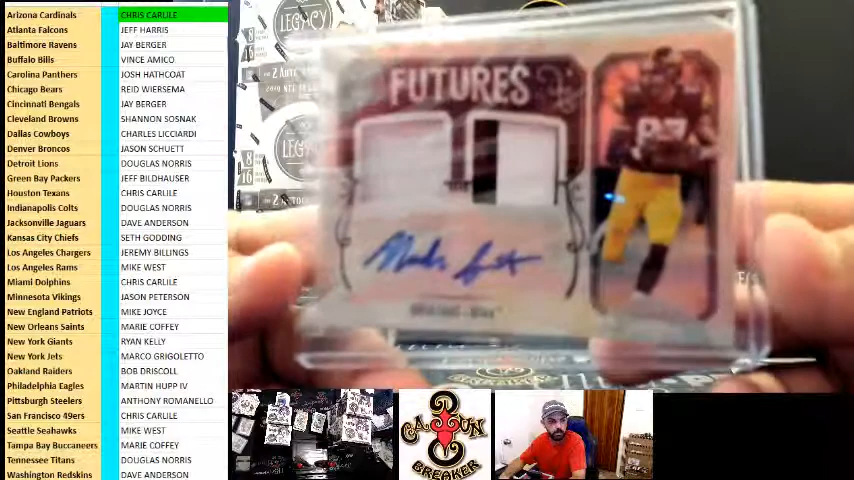 Arizona Cardinals CHRIS CARLILE
Atlanta Falcons JEFF HARRIS
Baltimore Ravens JAY BERGER
Buffalo Bills VINCE AMICO
Carolina Panthers JOSH HATHCOAT
Chicago Bears REID WIERSEMA
Cincinnati Bengals JAY BERGER
Cleveland Browns SHANNON SOSNAK
Dallas Cowboys CHARLES LICCIARDI
Denver Broncos JASON SCHUETT
Detroit Lions DOUGLAS NORRIS
Green Bay Packers JEFF BILDHAUSER
Houston Texans CHRIS CARLILE
Indianapolis Colts DOUGLAS NORRIS
Jacksonville Jaguars DAVE ANDERSON
Kansas City Chiefs SETH GODDING
Los Angeles Chargers JEREMY BILLINGS
Los Angeles Rams MIKE WEST
Miami Dolphins CHRIS CARLILE
Minnesota Vikings JASON PETERSON
New England Patriots MIKE JOYCE
New Orleans Saints MARIE COFFEY
New York Giants RYAN KELLY
New York Jets MARCO GRIGOLETTO
Oakland Raiders BOB DRISCOLL
Philadelphia Eagles MARTIN HUPP IV
Pittsburgh Steelers ANTHONY ROMANELLO
San Francisco 49ers CHRIS CARLILE
Seattle Seahawks MIKE WEST
Tampa Bay Buccaneers MARIE COFFEY
Tennessee Titans DOUGLAS NORRIS
Washington Redskins DAVE ANDERSON
LEGACY
FUTURES
CAJUN
BREAKER